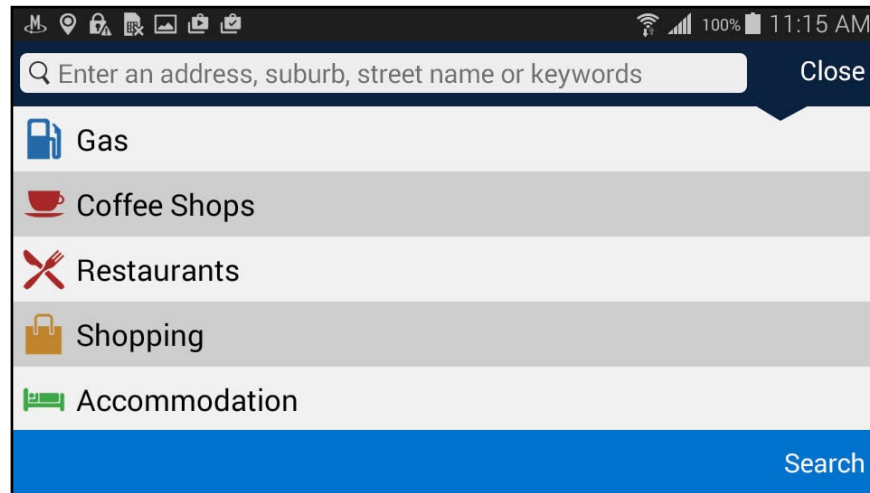 100% 11:15 AM
Enter an address, suburb, street name or keywords
Close
Gas
Coffee Shops
Restaurants
Shopping
Accommodation
Search